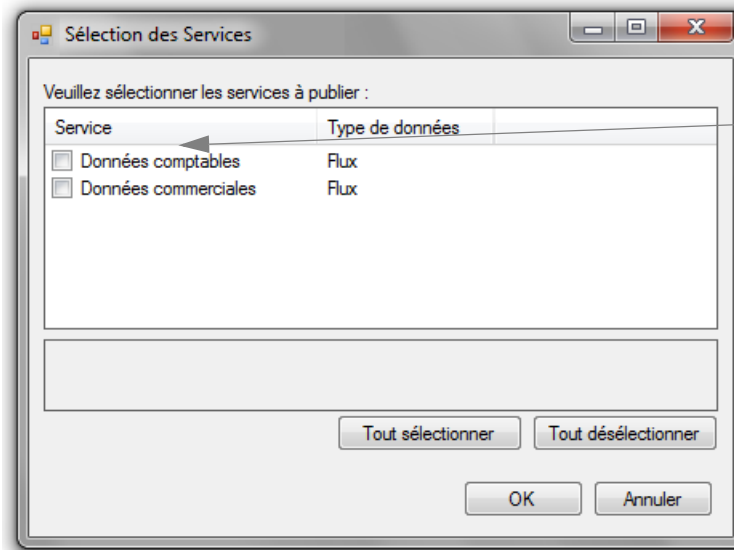 Sélection des Services
Veuillez sélectionner les services à publier :
Service Type de données
Données comptables Flux
Données commerciales Flux
Tout sélectionner Tout désélectionner
OK Annuler